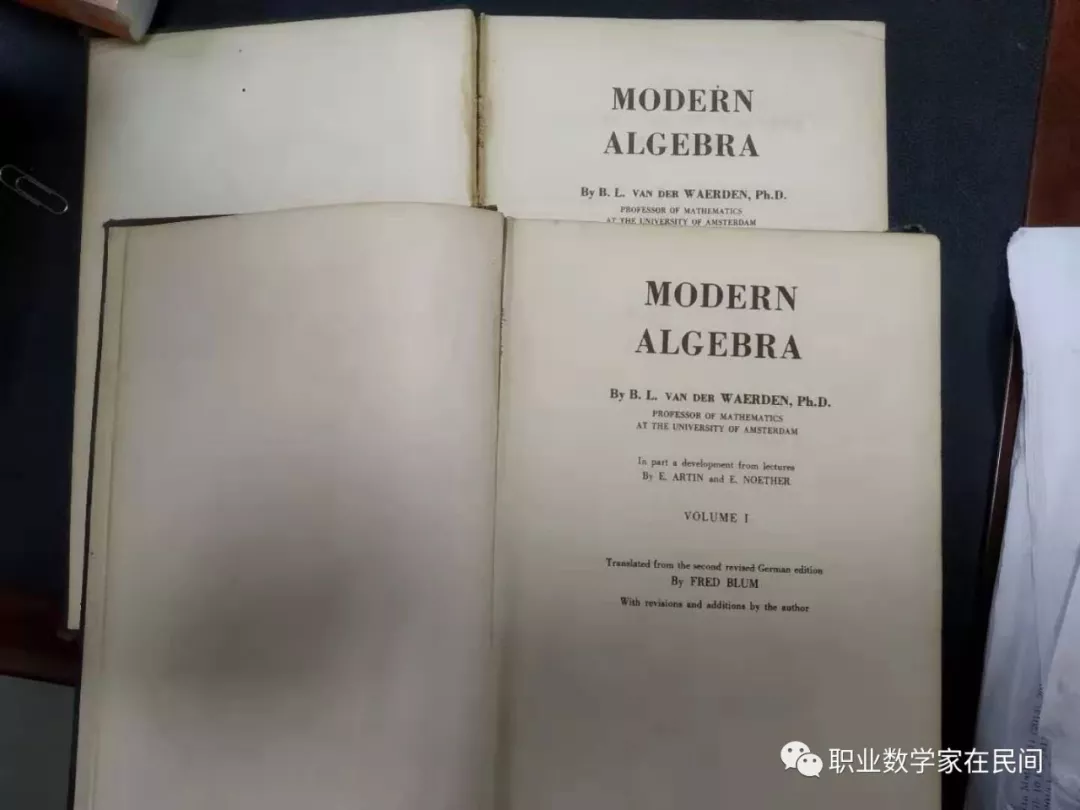 MODERN
ALGEBRA
By B. L. VAN DER WAERDEN, Ph.D.
PROFESSOR OF MATHEMATICS
AT THE UNIVERSITY OF AMSTERDAM
MODERN
ALGEBRA
By B. L. VAN DER WAERDEN, Ph.D.
PROFESSOR OF MATHEMATICS
AT THE UNIVERSITY OF AMSTERDAM
In part a development from lectures
By E. ARTIN and E. NOETHER
VOLUME I
Translated from the second revised German edition
By FRED BLUM
With revisions and additions by the author
职业数学家在民间